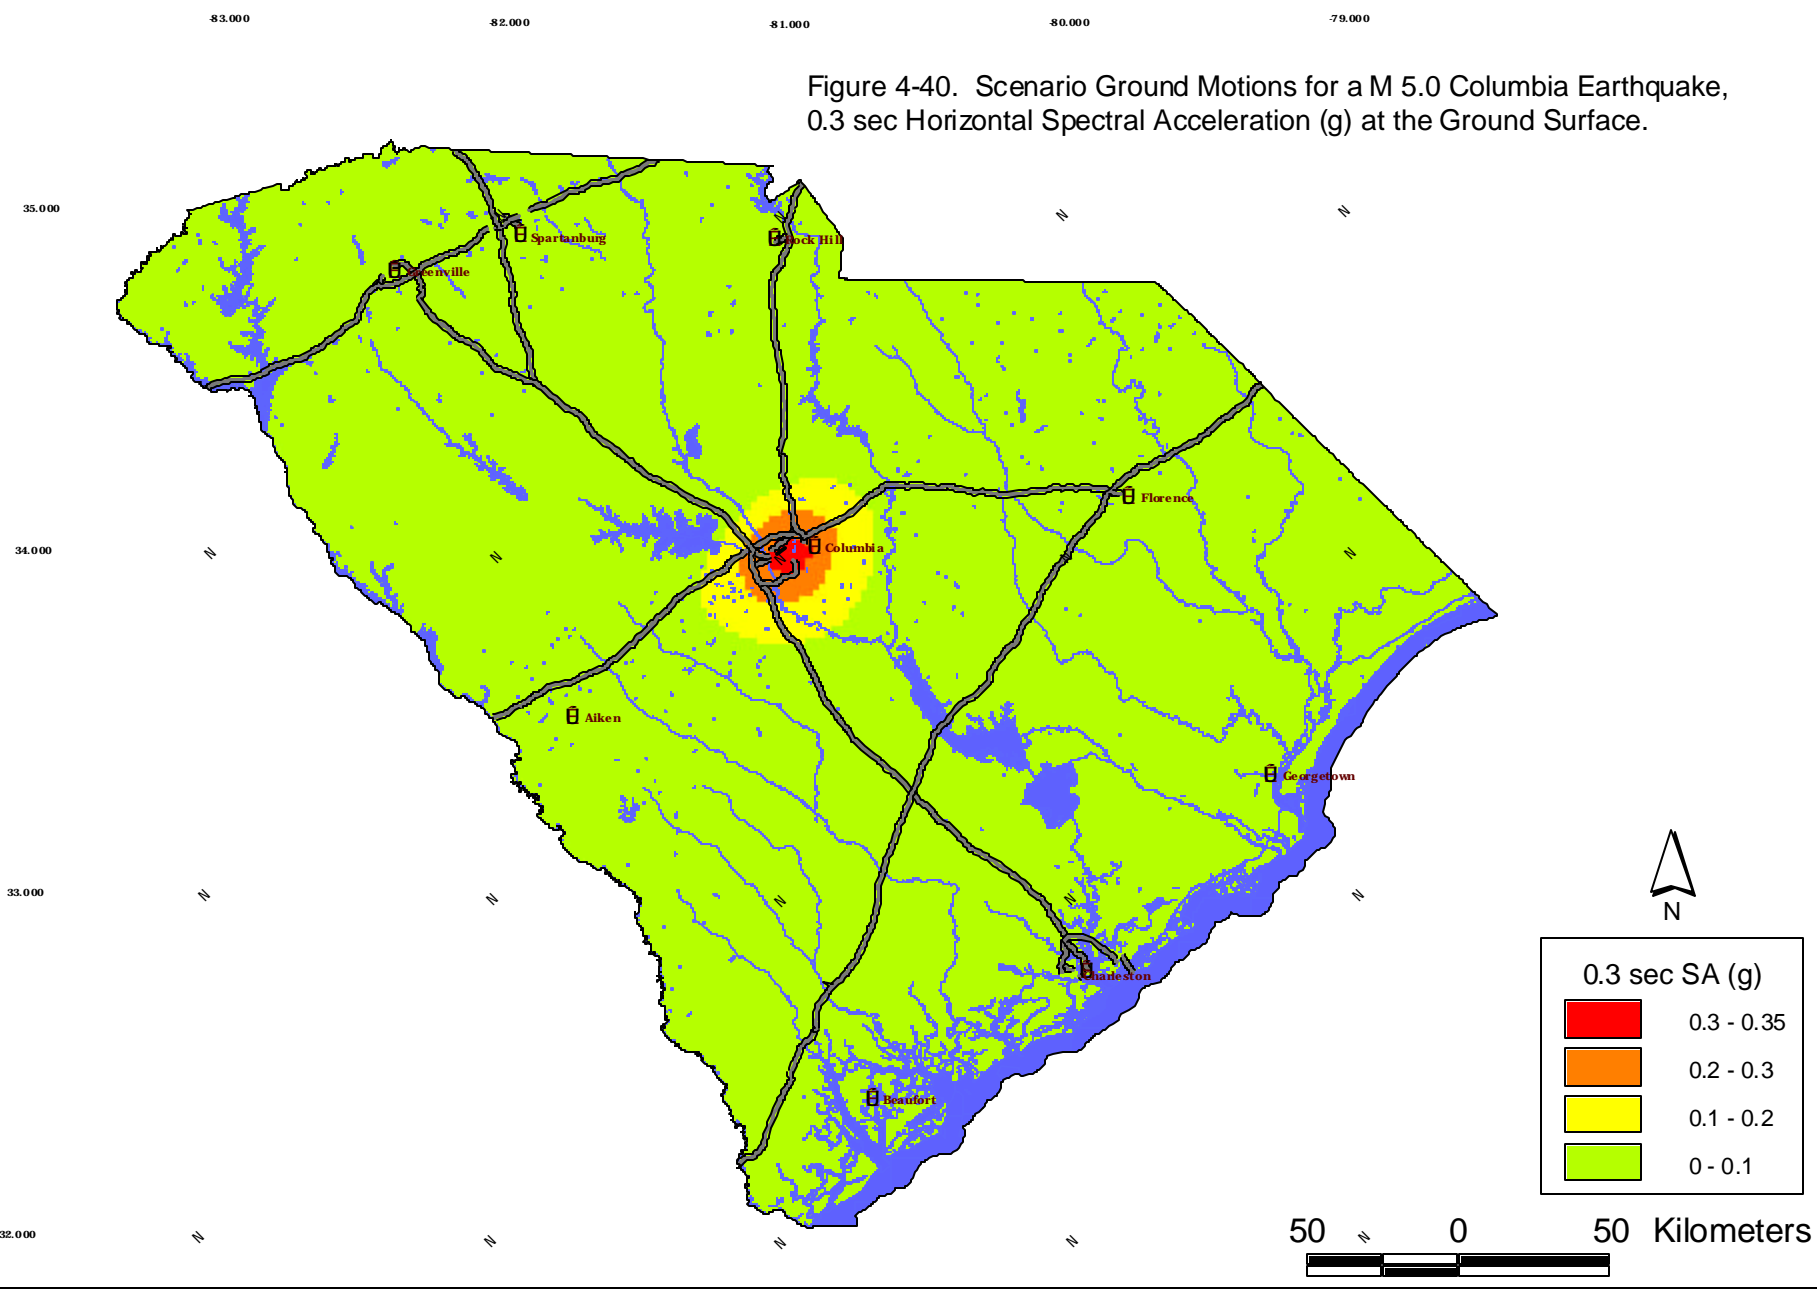 -83.000
-82.000
-81.000
-80.000
-79.000
Figure 4-40. Scenario Ground Motions for a M 5.0 Columbia Earthquake,
0.3 sec Horizontal Spectral Acceleration (g) at the Ground Surface.
35.000
N
N
N
Spartanburg
Rock Hill
Greenville
Florence
34.000
N
N
N
N
N
Columbia
Aiken
Georgetown
33.000
N
N
N
N
N
N
Charleston
0.3 sec SA (g)
0.3 - 0.35
0.2 - 0.3
0.1 - 0.2
0 - 0.1
Beaufort
32.000
N
N
N
N
N
50 0 50 Kilometers